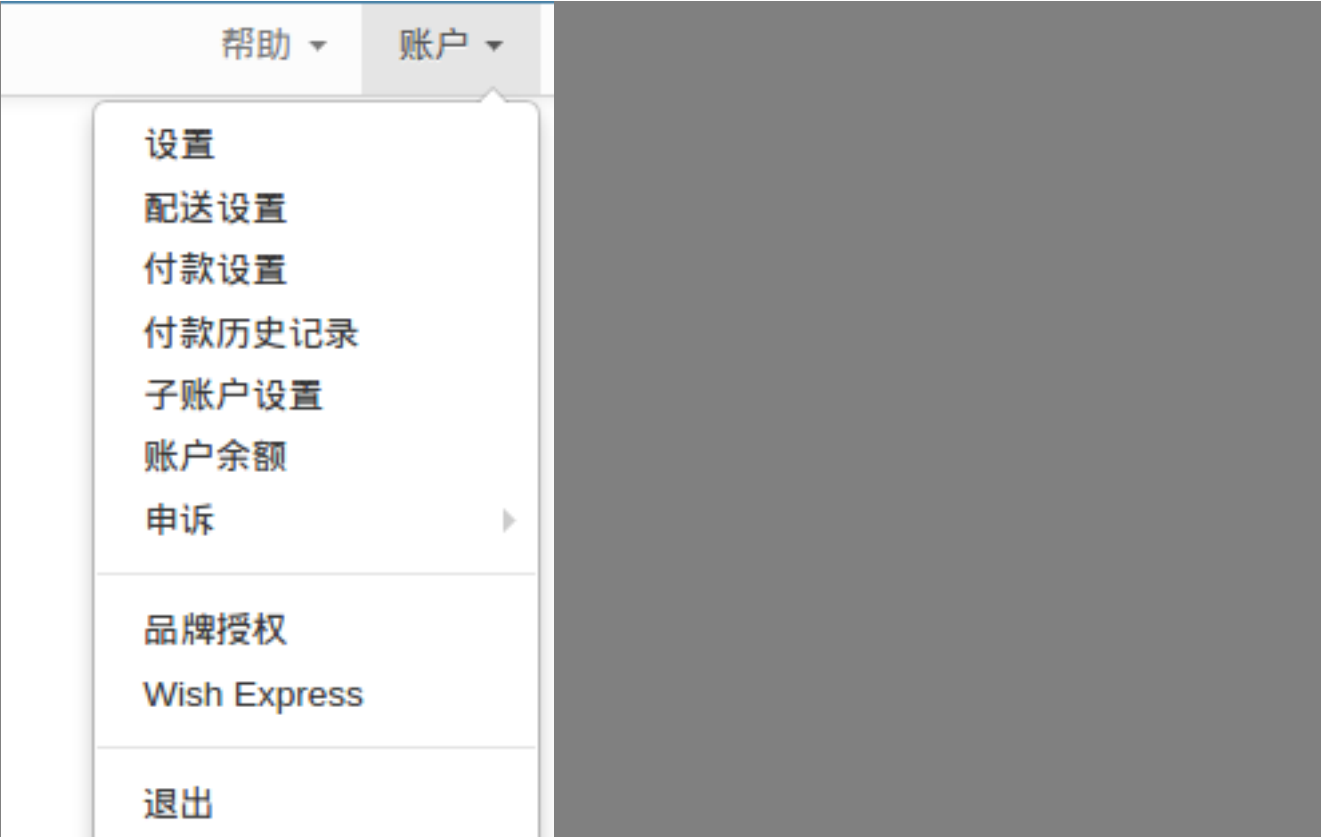 帮助 账户
设置
配送设置
付款设置
付款历史记录
子账户设置
账户余额
申诉
品牌授权
Wish Express
退出